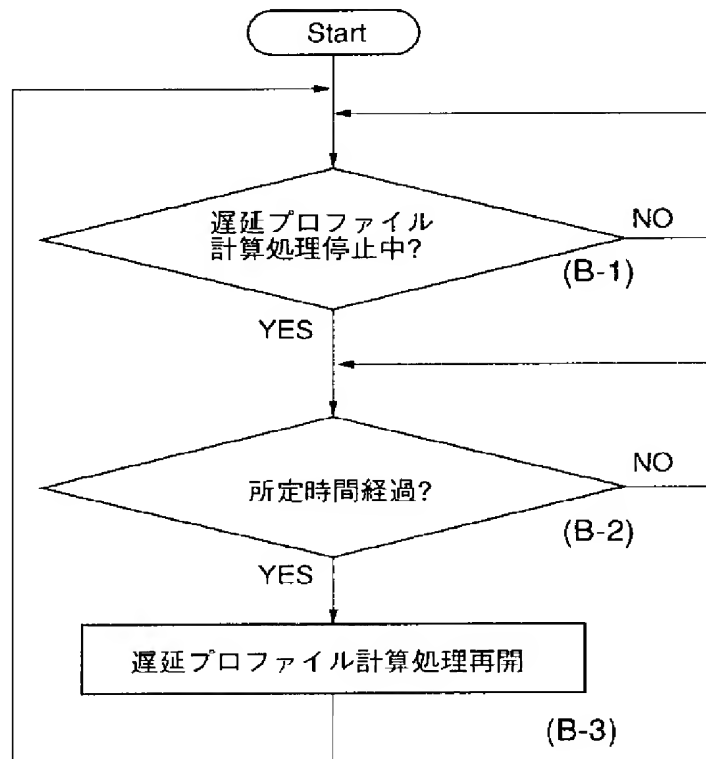 Start
遅延プロファイル
計算処理停止中?
NO
(B-1)
YES
所定時間経過?
NO
(B-2)
YES
遅延プロファイル計算処理再開
(B-3)